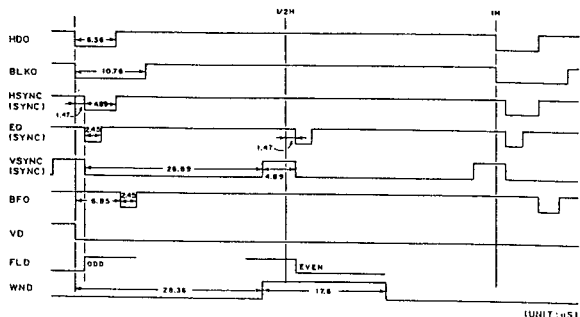 1/2H 1H
HDO 6.36
BLKO 10.76
HSYNC (SYNC) 4.89
1.47
EQ (SYNC) 2.45
1.47
VSYNC (SYNC) 26.89 4.89
BFO 6.85 2.45
VD
FLD ODD EVEN
WND 28.36 17.6
(UNIT:uS)